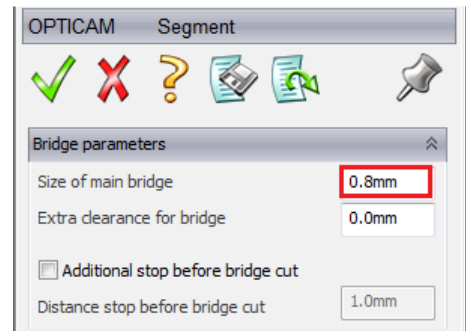 OPTICAM Segment
Bridge parameters
Size of main bridge 0.8mm
Extra clearance for bridge 0.0mm
Additional stop before bridge cut
Distance stop before bridge cut 1.0mm